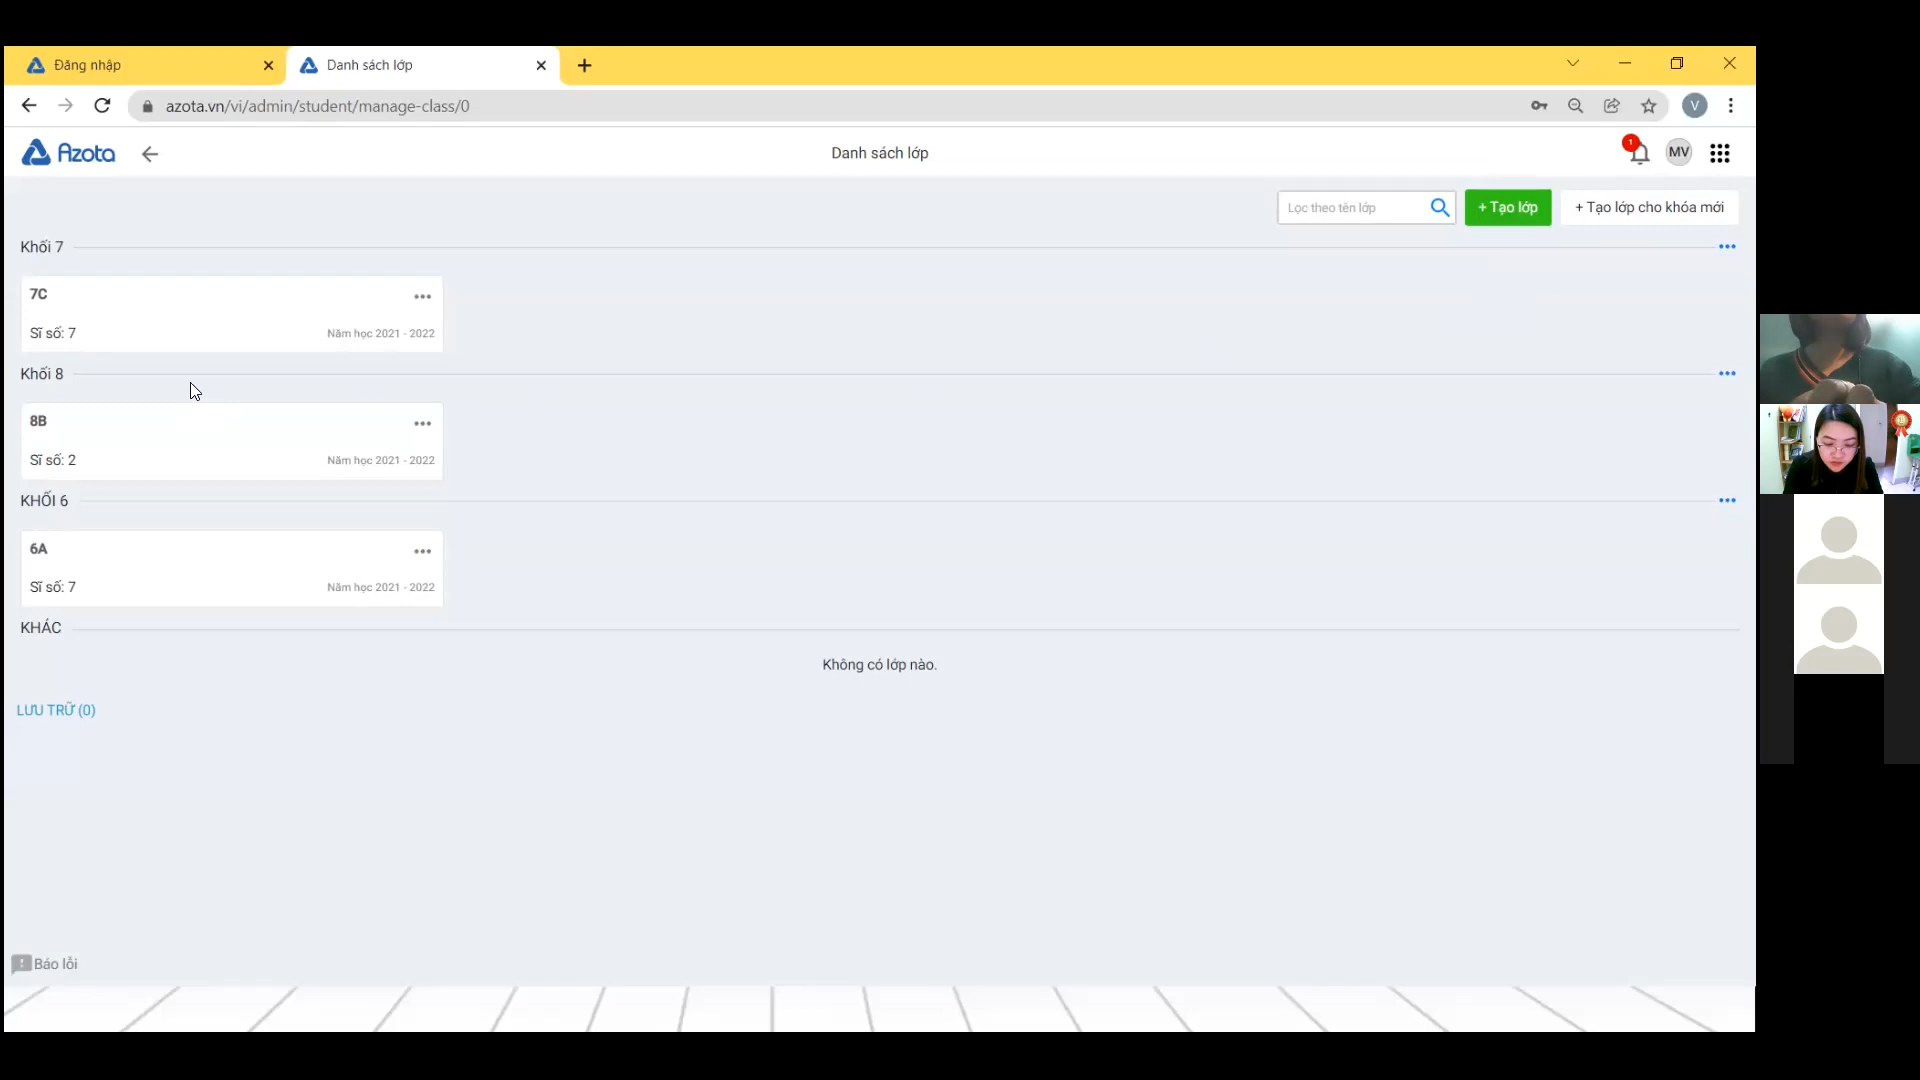 Đăng nhập
Danh sách lớp
azota.vn/vi/admin/student/manage-class/0
V
Azota
Danh sách lớp
1
MV
Lọc theo tên lớp
+ Tạo lớp
+ Tạo lớp cho khóa mới
Khối 7
7C
Sĩ số: 7
Năm học 2021 - 2022
Khối 8
8B
Sĩ số: 2
Năm học 2021 - 2022
KHỐI 6
6A
Sĩ số: 7
Năm học 2021 - 2022
KHÁC
Không có lớp nào.
LƯU TRỮ (0)
Báo lỗi